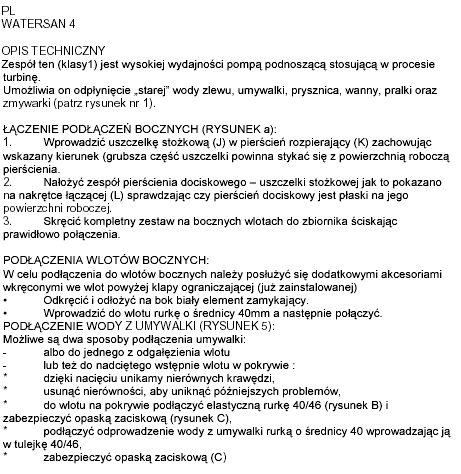 PL
WATERSAN 4
OPIS TECHNICZNY
Zespół ten (klasy1) jest wysokiej wydajności pompą podnoszącą stosującą w procesie
turbinę.
Umożliwia on odpłynięcie „starej” wody zlewu, umywalki, prysznica, wanny, pralki oraz
zmywarki (patrz rysunek nr 1).
ŁĄCZENIE PODŁĄCZEŃ BOCZNYCH (RYSUNEK a):
1. Wprowadzić uszczelkę stożkową (J) w pierścień rozpierający (K) zachowując
wskazany kierunek (grubsza część uszczelki powinna stykać się z powierzchnią roboczą
pierścienia.
2. Nałożyć zespół pierścienia dociskowego – uszczelki stożkowej jak to pokazano
na nakrętce łączącej (L) sprawdzając czy pierścień dociskowy jest płaski na jego
powierzchni roboczej.
3. Skręcić kompletny zestaw na bocznych wlotach do zbiornika ściskając
prawidłowo połączenia.
PODŁĄCZENIA WLOTÓW BOCZNYCH:
W celu podłączenia do wlotów bocznych należy posłużyć się dodatkowymi akcesoriami
wkręconymi we wlot powyżej klapy ograniczającej (już zainstalowanej)
• Odkręcić i odłożyć na bok biały element zamykający.
• Wprowadzić do wlotu rurkę o średnicy 40mm a następnie połączyć.
PODŁĄCZENIE WODY Z UMYWALKI (RYSUNEK 5):
Możliwe są dwa sposoby podłączenia umywalki:
- albo do jednego z odgałęzienia wlotu
- lub też do nadciętego wstępnie wlotu w pokrywie :
* dzięki nacięciu unikamy nierównych krawędzi,
* usunąć nierówności, aby uniknąć późniejszych problemów,
* do wlotu na pokrywie podłączyć elastyczną rurkę 40/46 (rysunek B) i
zabezpieczyć opaską zaciskową (rysunek C),
* podłączyć odprowadzenie wody z umywalki rurką o średnicy 40 wprowadzając ją
w tulejkę 40/46,
* zabezpieczyć opaską zaciskową (C)